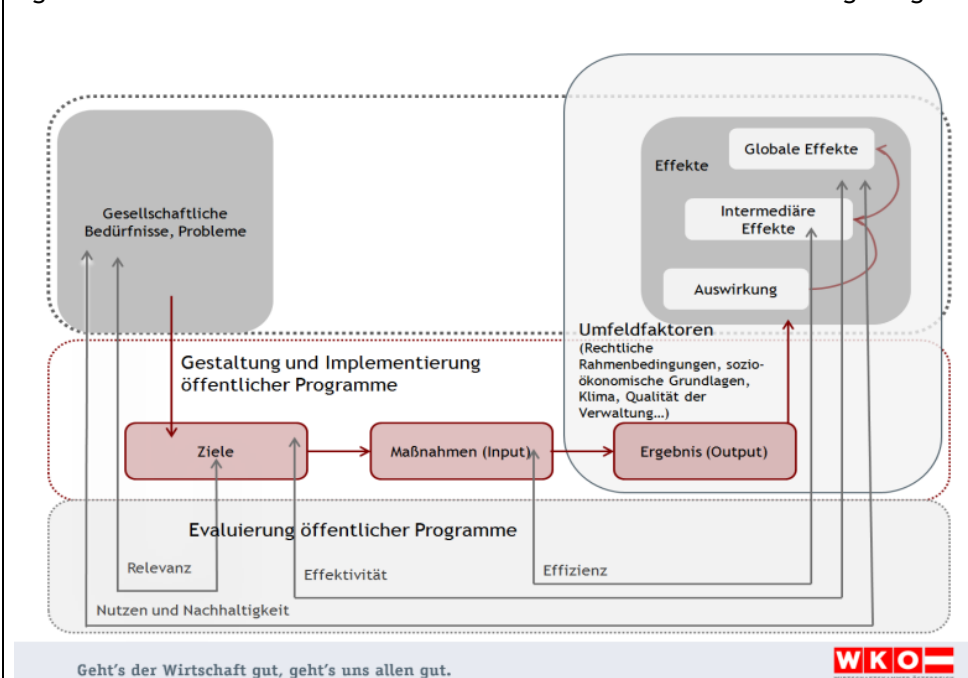 Globale Effekte
Effekte
Gesellschaftliche
Bedürfnisse, Probleme
Intermediäre
Effekte
Auswirkung
Umfeldfaktoren
(Rechtliche
Rahmenbedingungen, sozio-
ökonomische Grundlagen,
Klima, Qualität der
Verwaltung…)
Gestaltung und Implementierung
öffentlicher Programme
Ziele
Maßnahmen (Input)
Ergebnis (Output)
Evaluierung öffentlicher Programme
Relevanz
Effektivität
Effizienz
Nutzen und Nachhaltigkeit
Geht's der Wirtschaft gut, geht's uns allen gut.
WKO